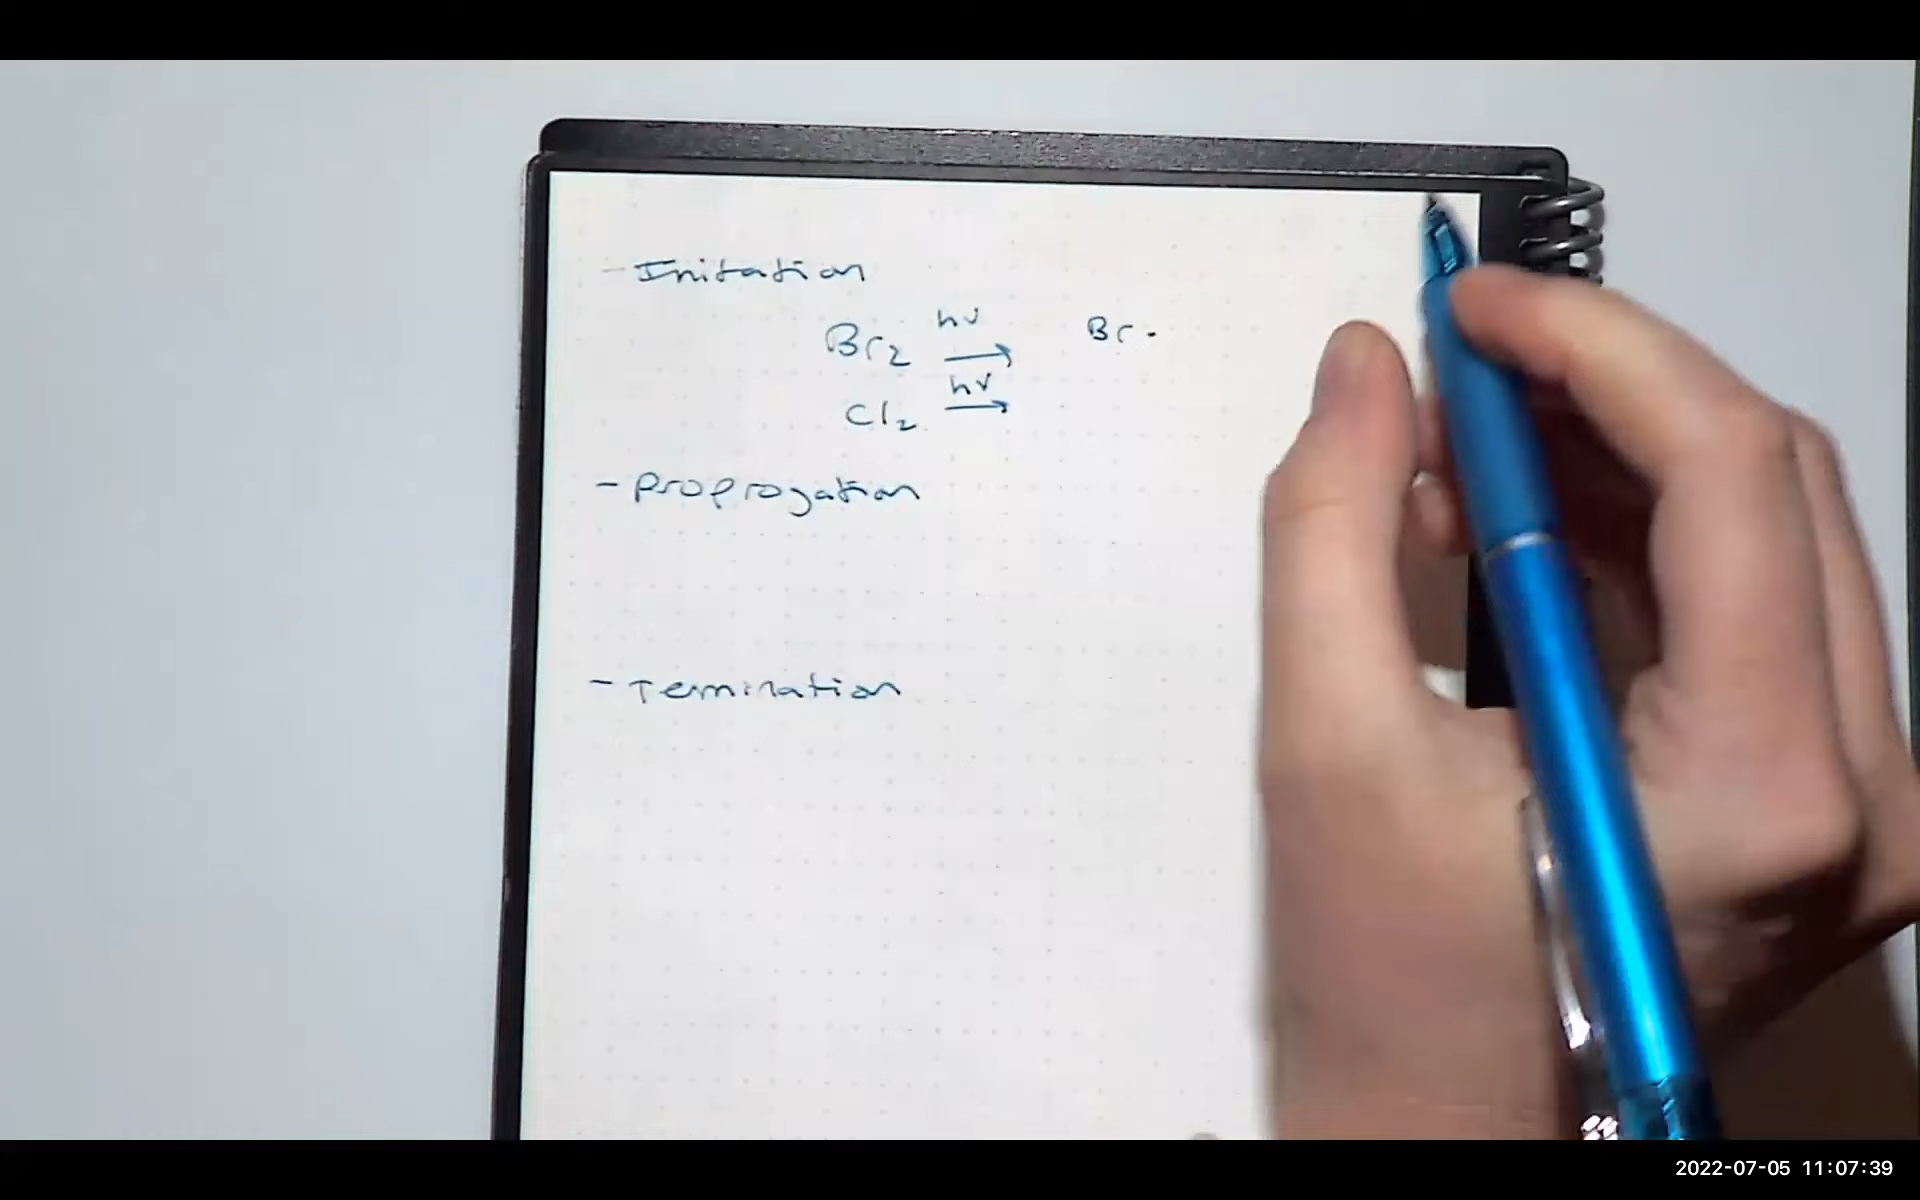 - Initation
Br₂ hν → Br·
Cl₂ hν →
- Proprogation
- Termination
2022-07-05 11:07:39